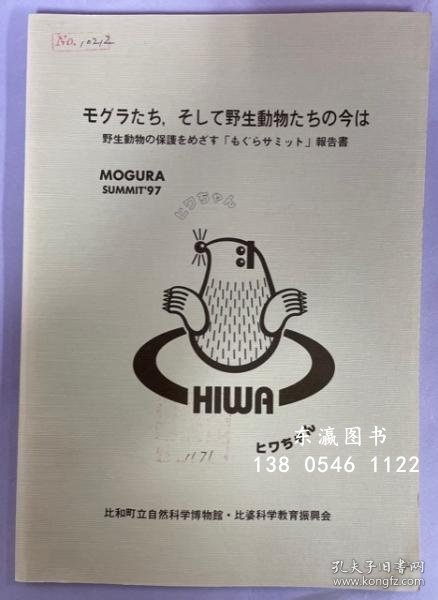 No. 1022
モグラたち，そして野生動物たちの今は
野生動物の保護をめざす「もぐらサミット」報告書
MOGURA
SUMMIT'97
ヒワちゃん
HIWA
ヒワちゃん
1171
东瀛图书
138 0546 1122
比和町立自然科学博物館・比婆科学教育振興会
孔夫子旧书网